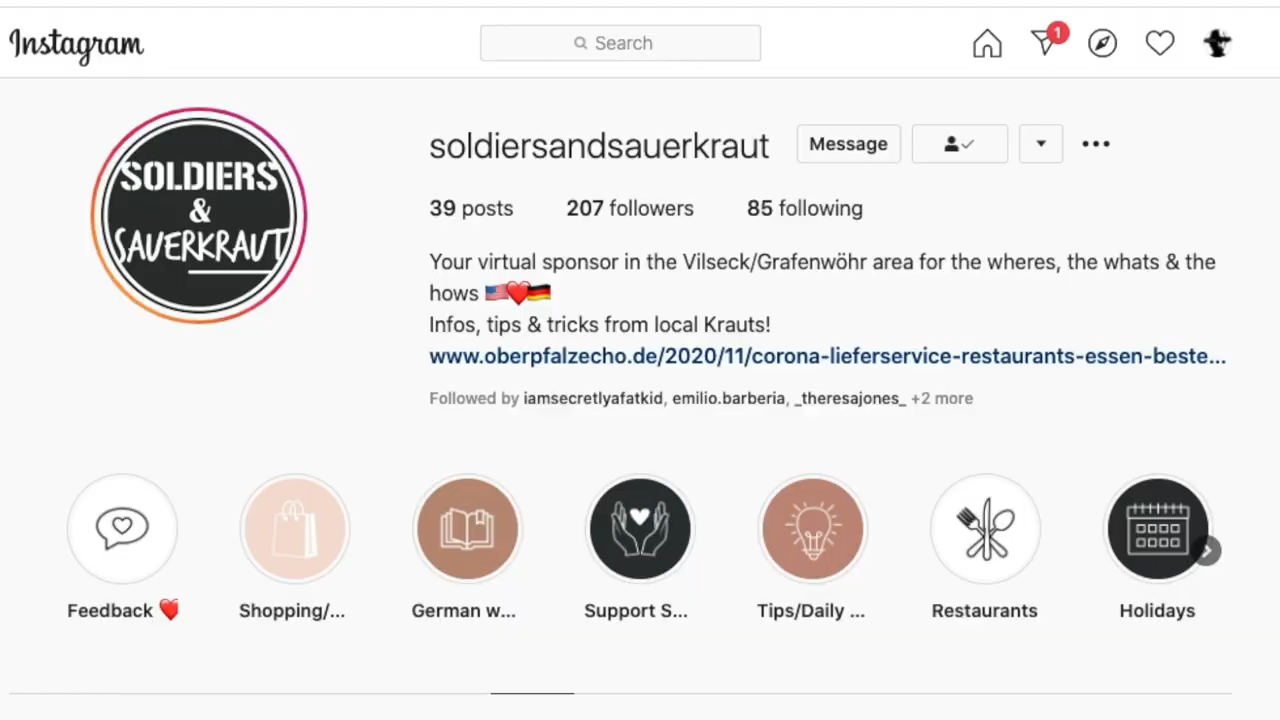 Instagram
Search
1
SOLDIERS
&
SAUERKRAUT
soldiersandsauerkraut
Message
39 posts
207 followers
85 following
Your virtual sponsor in the Vilseck/Grafenwöhr area for the wheres, the whats & the
hows 🇺🇸❤️🇩🇪
Infos, tips & tricks from local Krauts!
www.oberpfalzecho.de/2020/11/corona-lieferservice-restaurants-essen-beste...
Followed by iamsecretlyafatkid, emilio.barberia, _theresajones_ +2 more
Feedback ❤️
Shopping/...
German w...
Support S...
Tips/Daily ...
Restaurants
Holidays